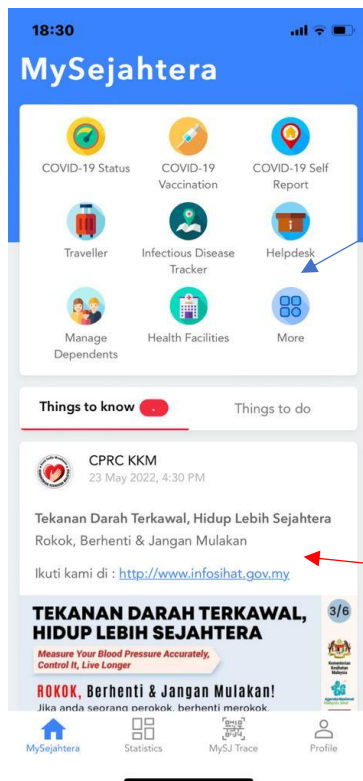 18:30
MySejahtera
COVID-19 Status
COVID-19
Vaccination
COVID-19 Self
Report
Traveller
Infectious Disease
Tracker
Helpdesk
Manage
Dependents
Health Facilities
More
Things to know .
Things to do
CPRC KKM
23 May 2022, 4:30 PM
Tekanan Darah Terkawal, Hidup Lebih Sejahtera
Rokok, Berhenti & Jangan Mulakan
Ikuti kami di : http://www.infosihat.gov.my
TEKANAN DARAH TERKAWAL,
HIDUP LEBIH SEJAHTERA
3/6
Measure Your Blood Pressure Accurately,
Control It, Live Longer
ROKOK, Berhenti & Jangan Mulakan!
Jika anda seorang perokok, berhenti merokok.
MySejahtera
Statistics
MySJ Trace
Profile